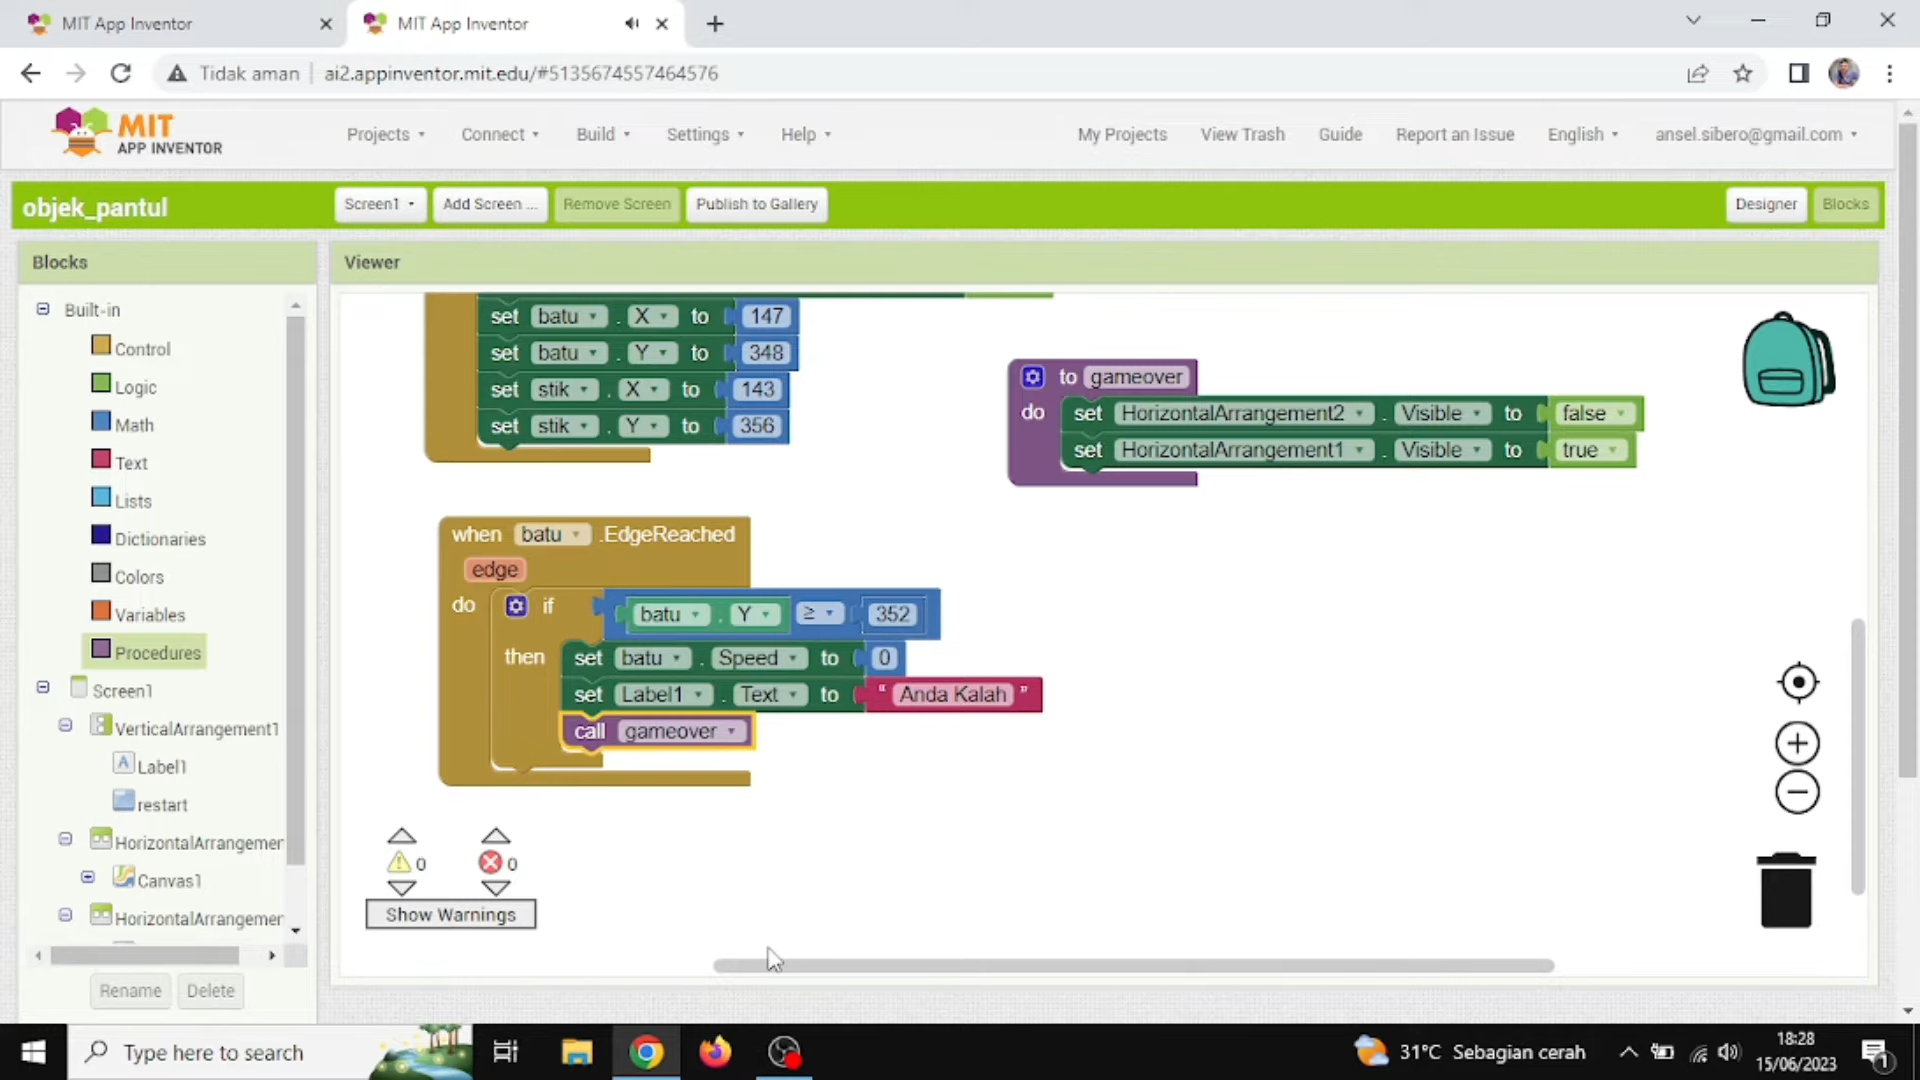 MIT App Inventor
MIT App Inventor
Tidak aman ai2.appinventor.mit.edu/#5135674557464576
MIT
APP INVENTOR
Projects Connect Build Settings Help My Projects View Trash Guide Report an Issue English ansel.sibero@gmail.com
objek_pantul Screen1 Add Screen ... Remove Screen Publish to Gallery Designer Blocks
Blocks
Viewer
Built-in
Control
Logic
Math
Text
Lists
Dictionaries
Colors
Variables
Procedures
Screen1
VerticalArrangement1
Label1
restart
HorizontalArrangemer
Canvas1
HorizontalArrangemer
Rename Delete
set batu . X to 147
set batu . Y to 348
set stik . X to 143
set stik . Y to 356
to gameover
do set HorizontalArrangement2 . Visible to false
set HorizontalArrangement1 . Visible to true
when batu .EdgeReached
edge
do if batu . Y ≥ 352
then set batu . Speed to 0
set Label1 . Text to “ Anda Kalah ”
call gameover
0 0
Show Warnings
Type here to search
31°C Sebagian cerah
18:28
15/06/2023
1